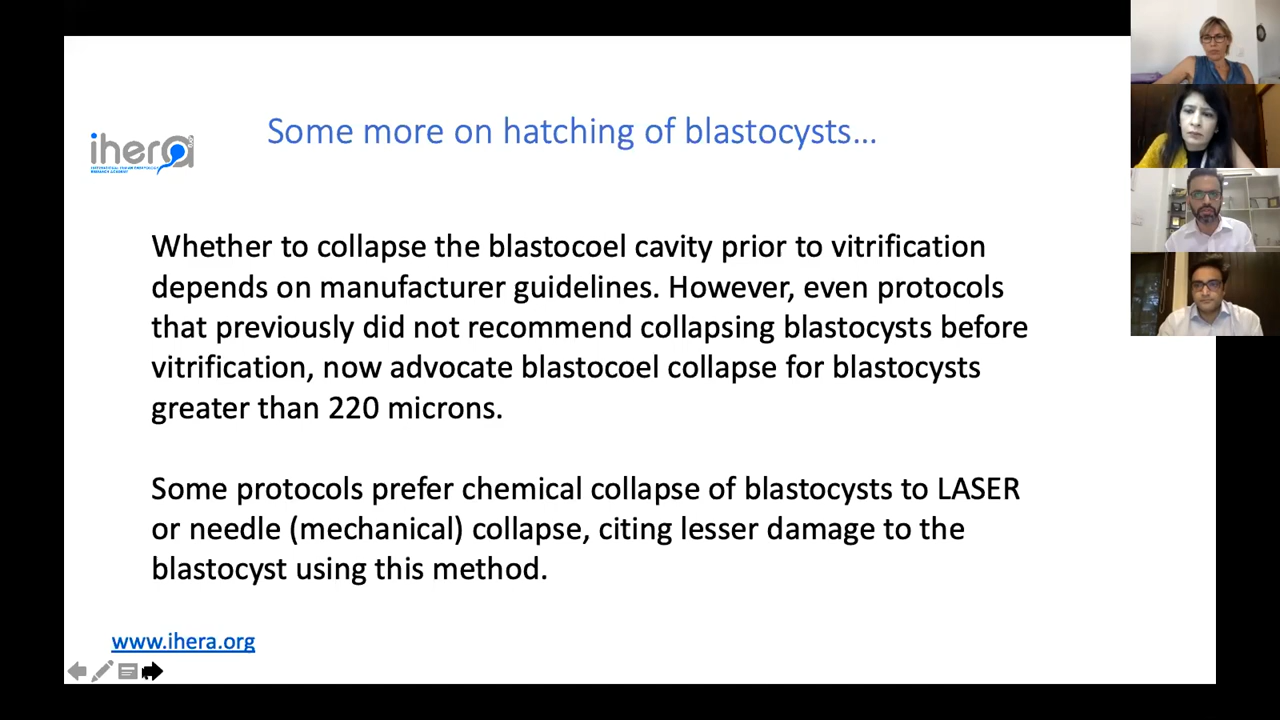 Some more on hatching of blastocysts...
ihera
Whether to collapse the blastocoel cavity prior to vitrification
depends on manufacturer guidelines. However, even protocols
that previously did not recommend collapsing blastocysts before
vitrification, now advocate blastocoel collapse for blastocysts
greater than 220 microns.
Some protocols prefer chemical collapse of blastocysts to LASER
or needle (mechanical) collapse, citing lesser damage to the
blastocyst using this method.
www.ihera.org